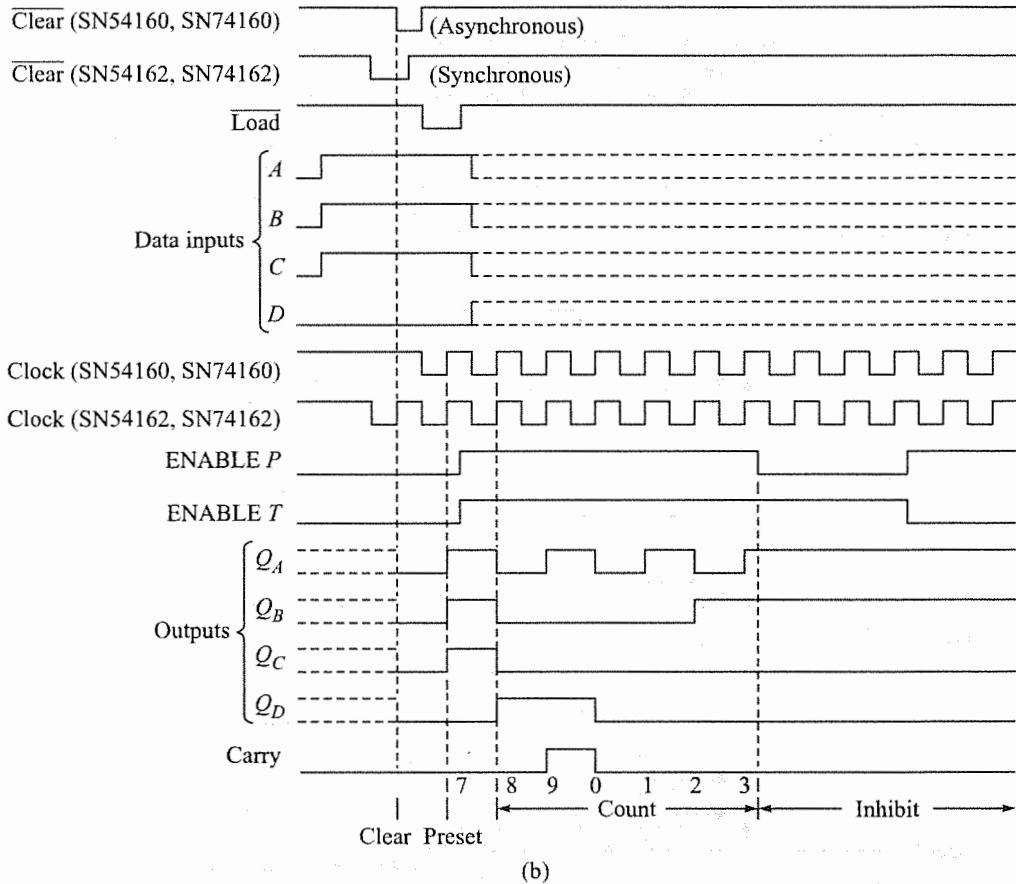 Clear (SN54160, SN74160)
(Asynchronous)
Clear (SN54162, SN74162)
(Synchronous)
Load
A
B
Data inputs
C
D
Clock (SN54160, SN74160)
Clock (SN54162, SN74162)
ENABLE P
ENABLE T
Q_A
Q_B
Outputs
Q_C
Q_D
Carry
7 8 9 0 1 2 3
Count
Inhibit
Clear Preset
(b)